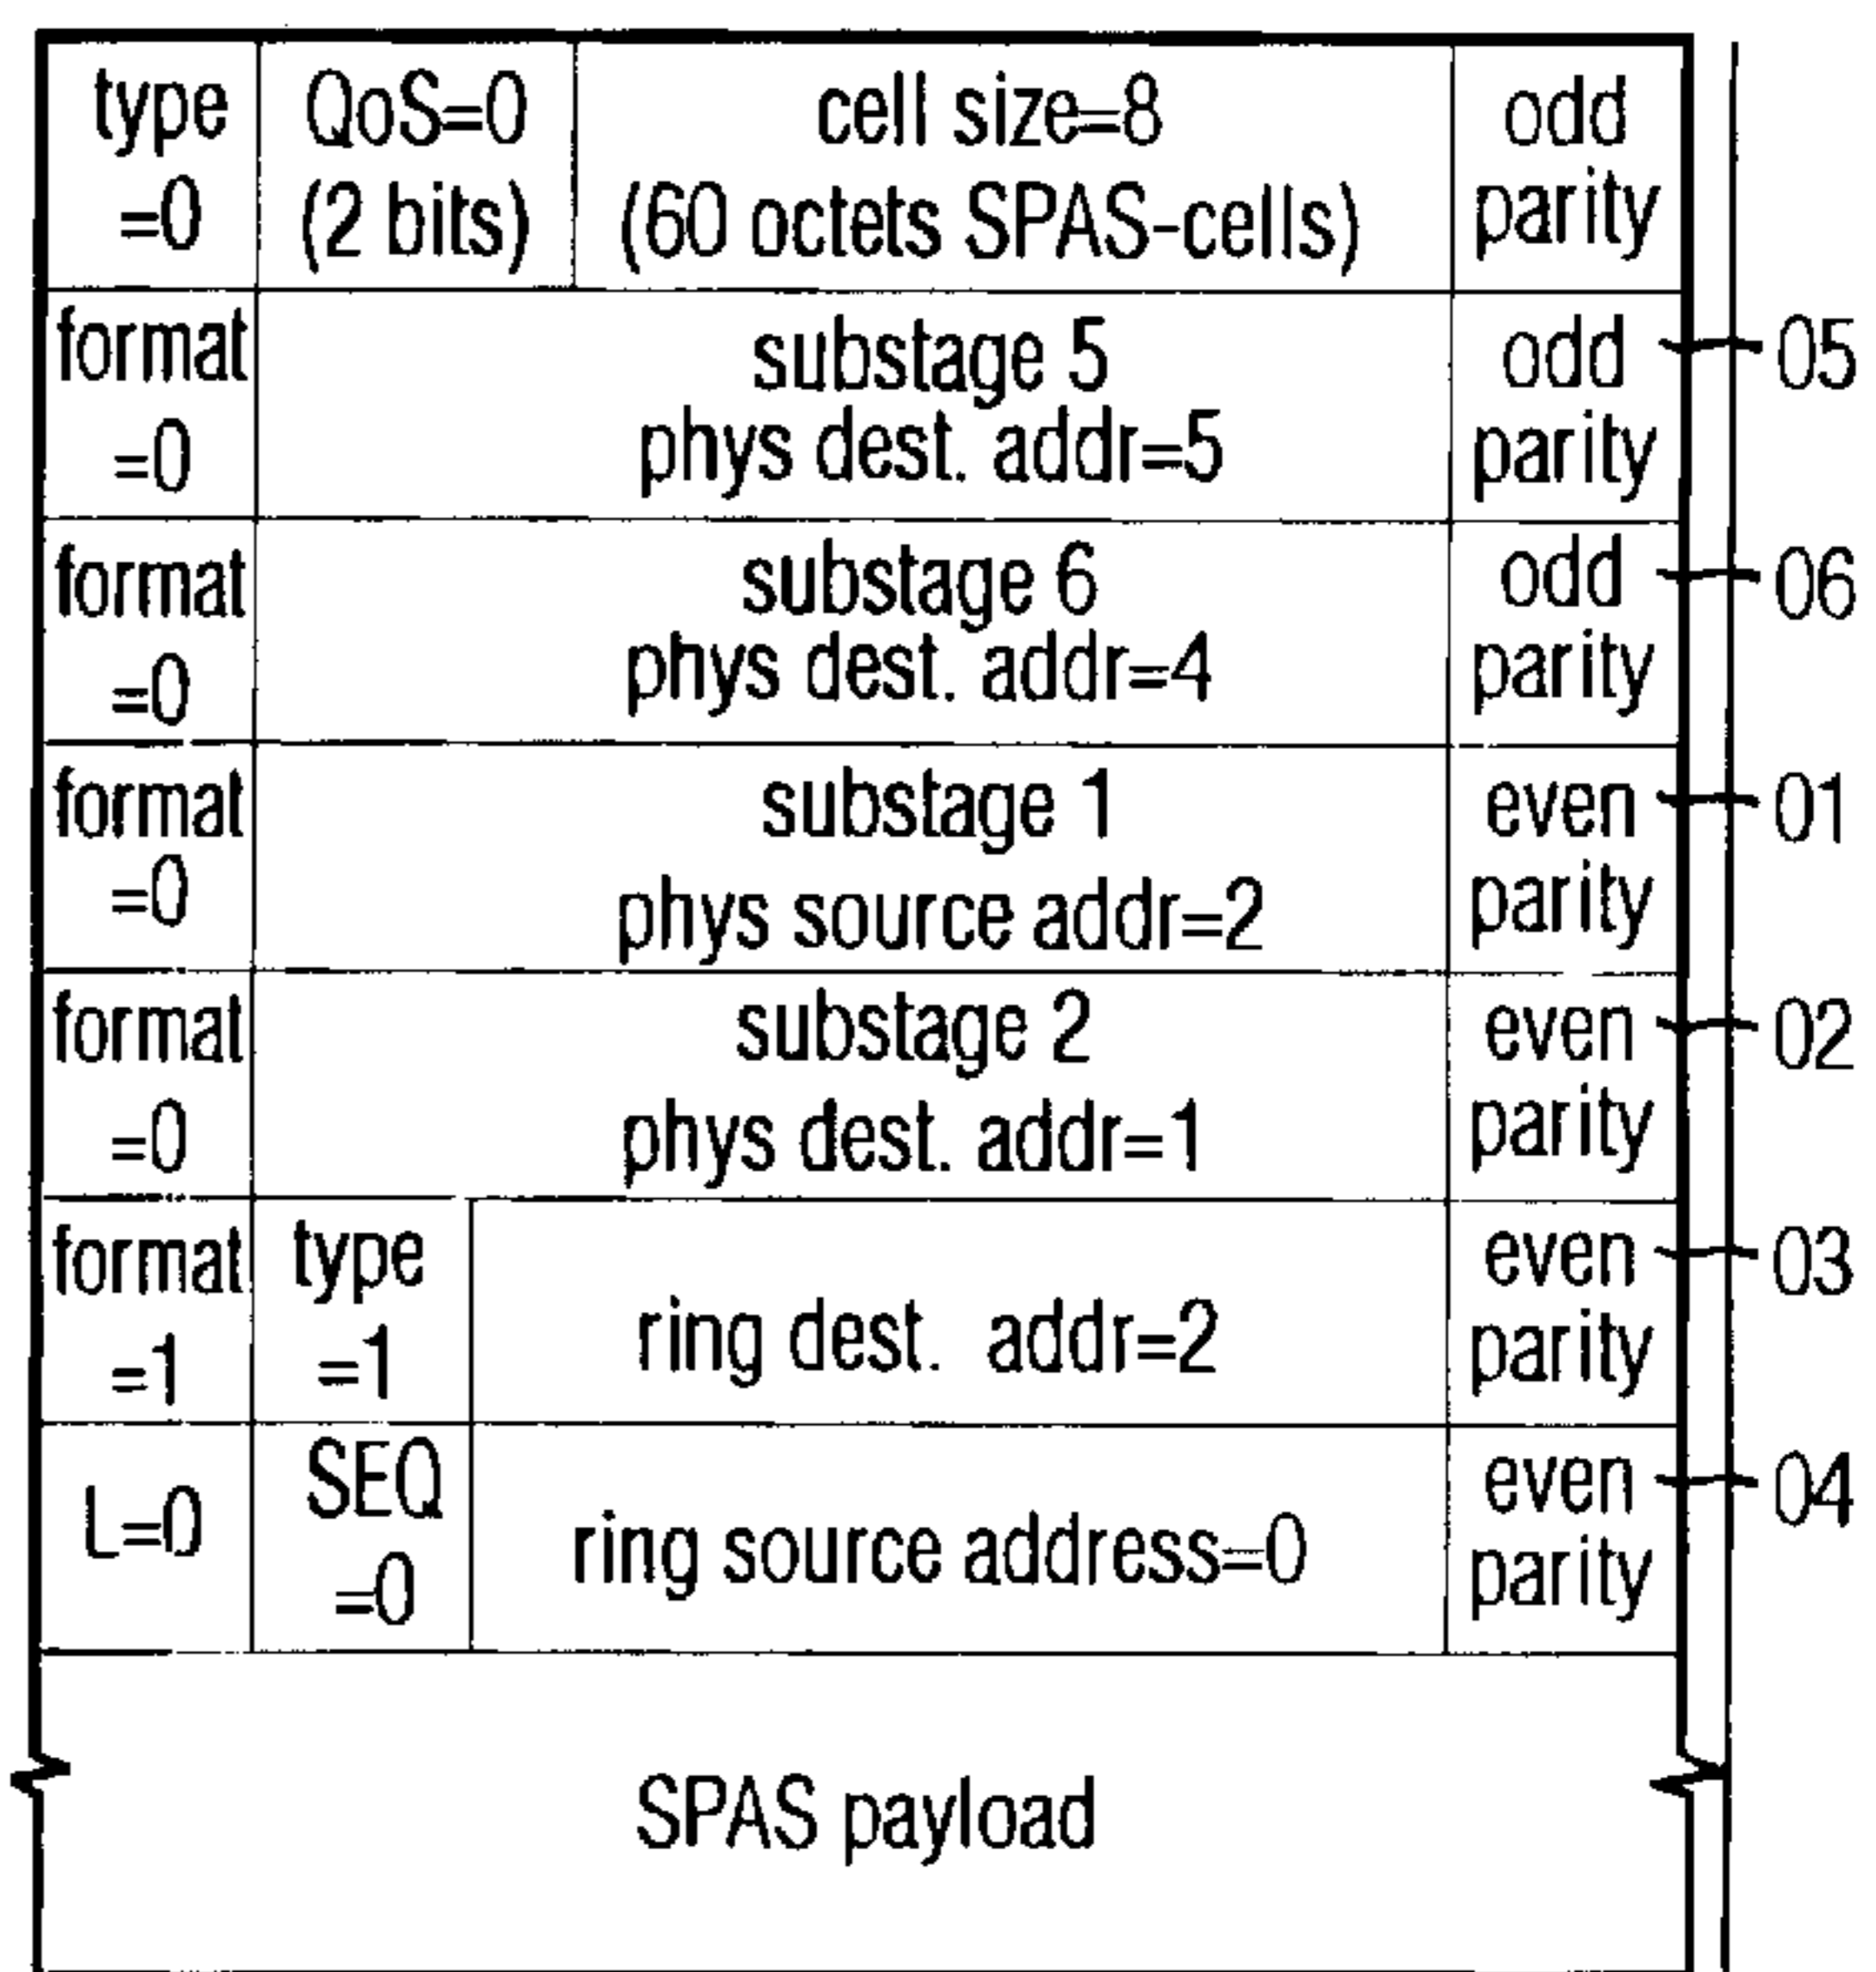 type =0 QoS=0 (2 bits) cell size=8 (60 octets SPAS-cells) odd parity
format =0 substage 5 phys dest. addr=5 odd parity 05
format =0 substage 6 phys dest. addr=4 odd parity 06
format =0 substage 1 phys source addr=2 even parity 01
format =0 substage 2 phys dest. addr=1 even parity 02
format =1 type =1 ring dest. addr=2 even parity 03
L=0 SEQ =0 ring source address=0 even parity 04
SPAS payload